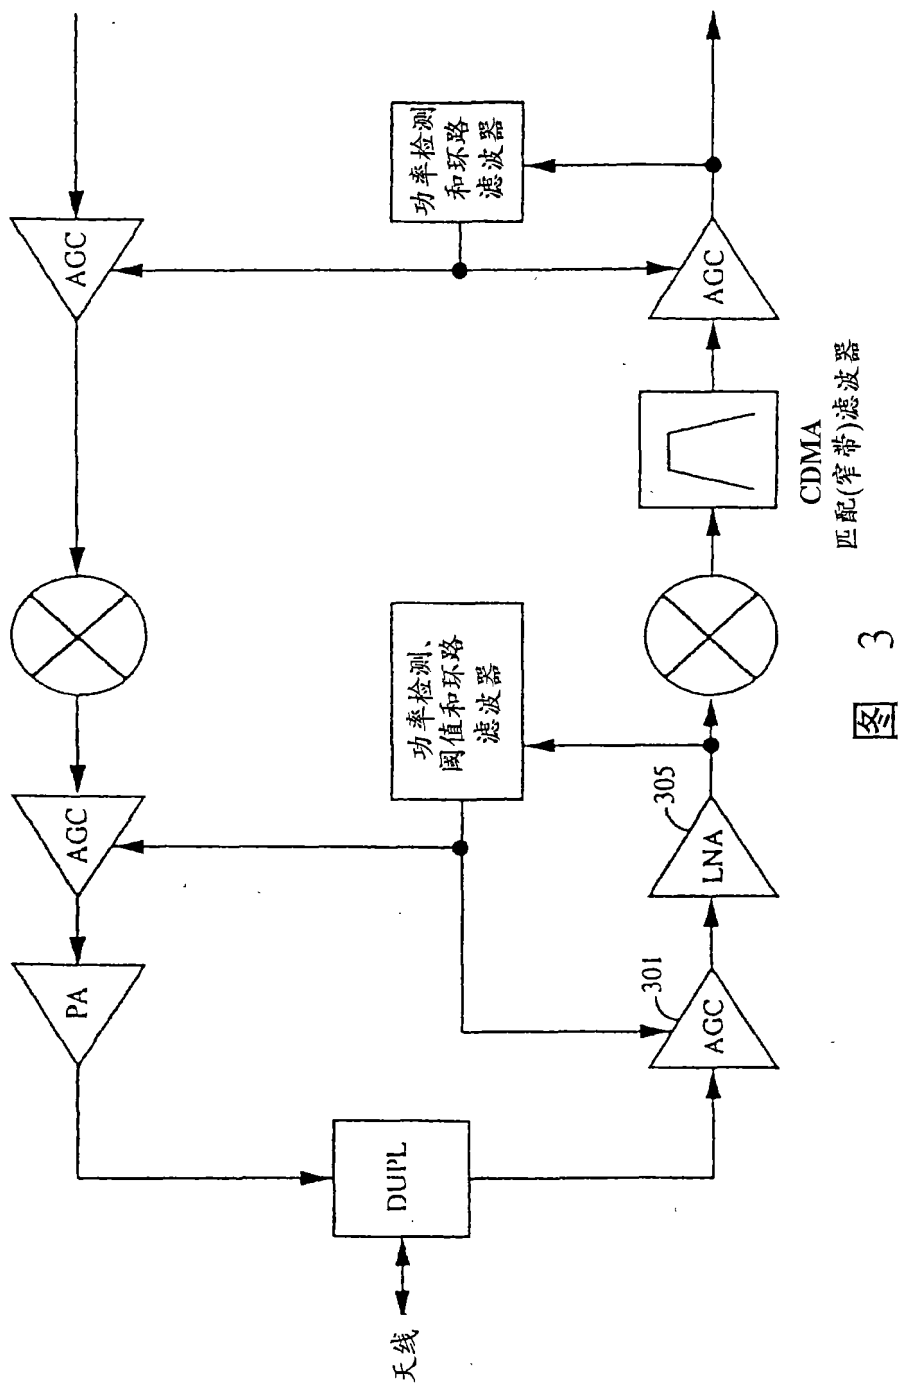 天线
DUPL
PA
AGC
AGC
功率检测、
阈值和环路
滤波器
功率检测
和环路
滤波器
301
AGC
305
LNA
CDMA
匹配(窄带)滤波器
AGC
图 3